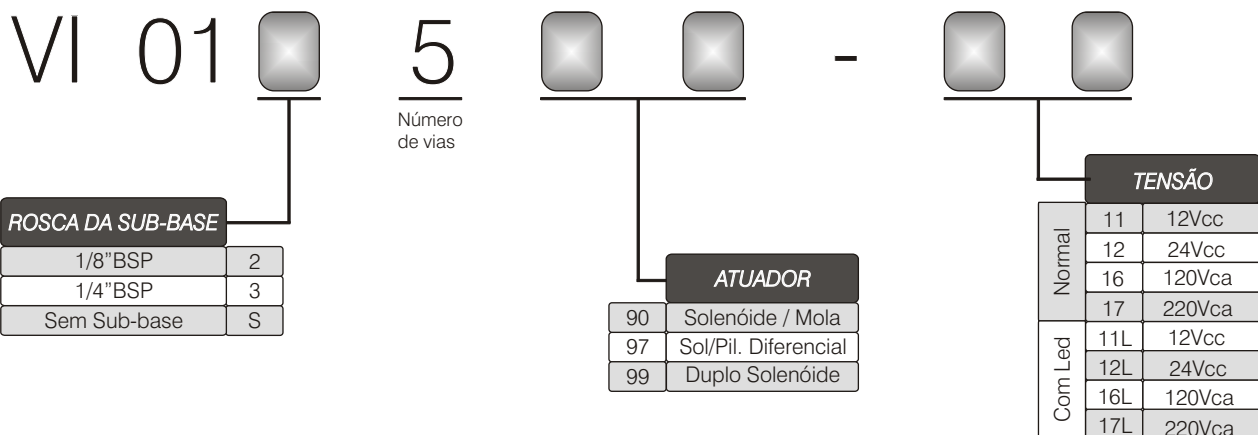 VI 01 5 -
Número
de vias
ROSCA DA SUB-BASE
1/8”BSP 2
1/4”BSP 3
Sem Sub-base S
ATUADOR
90 Solenóide / Mola
97 Sol/Pil. Diferencial
99 Duplo Solenóide
TENSÃO
Normal
11 12Vcc
12 24Vcc
16 120Vca
17 220Vca
Com Led
11L 12Vcc
12L 24Vcc
16L 120Vca
17L 220Vca